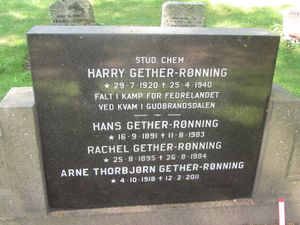 STUD. CHEM.
HARRY GETHER-RØNNING
★ 29-7-1920 ✝ 25-4-1940
FALT I KAMP FOR FEDRELANDET
VED KVAM I GUDBRANDSDALEN
HANS GETHER-RØNNING
★ 16-9-1891 ✝ 11-8-1983
RACHEL GETHER-RØNNING
★ 25-8-1895 ✝ 26-8-1984
ARNE THORBJØRN GETHER-RØNNING
★ 4-10-1918 ✝ 12-2-2011